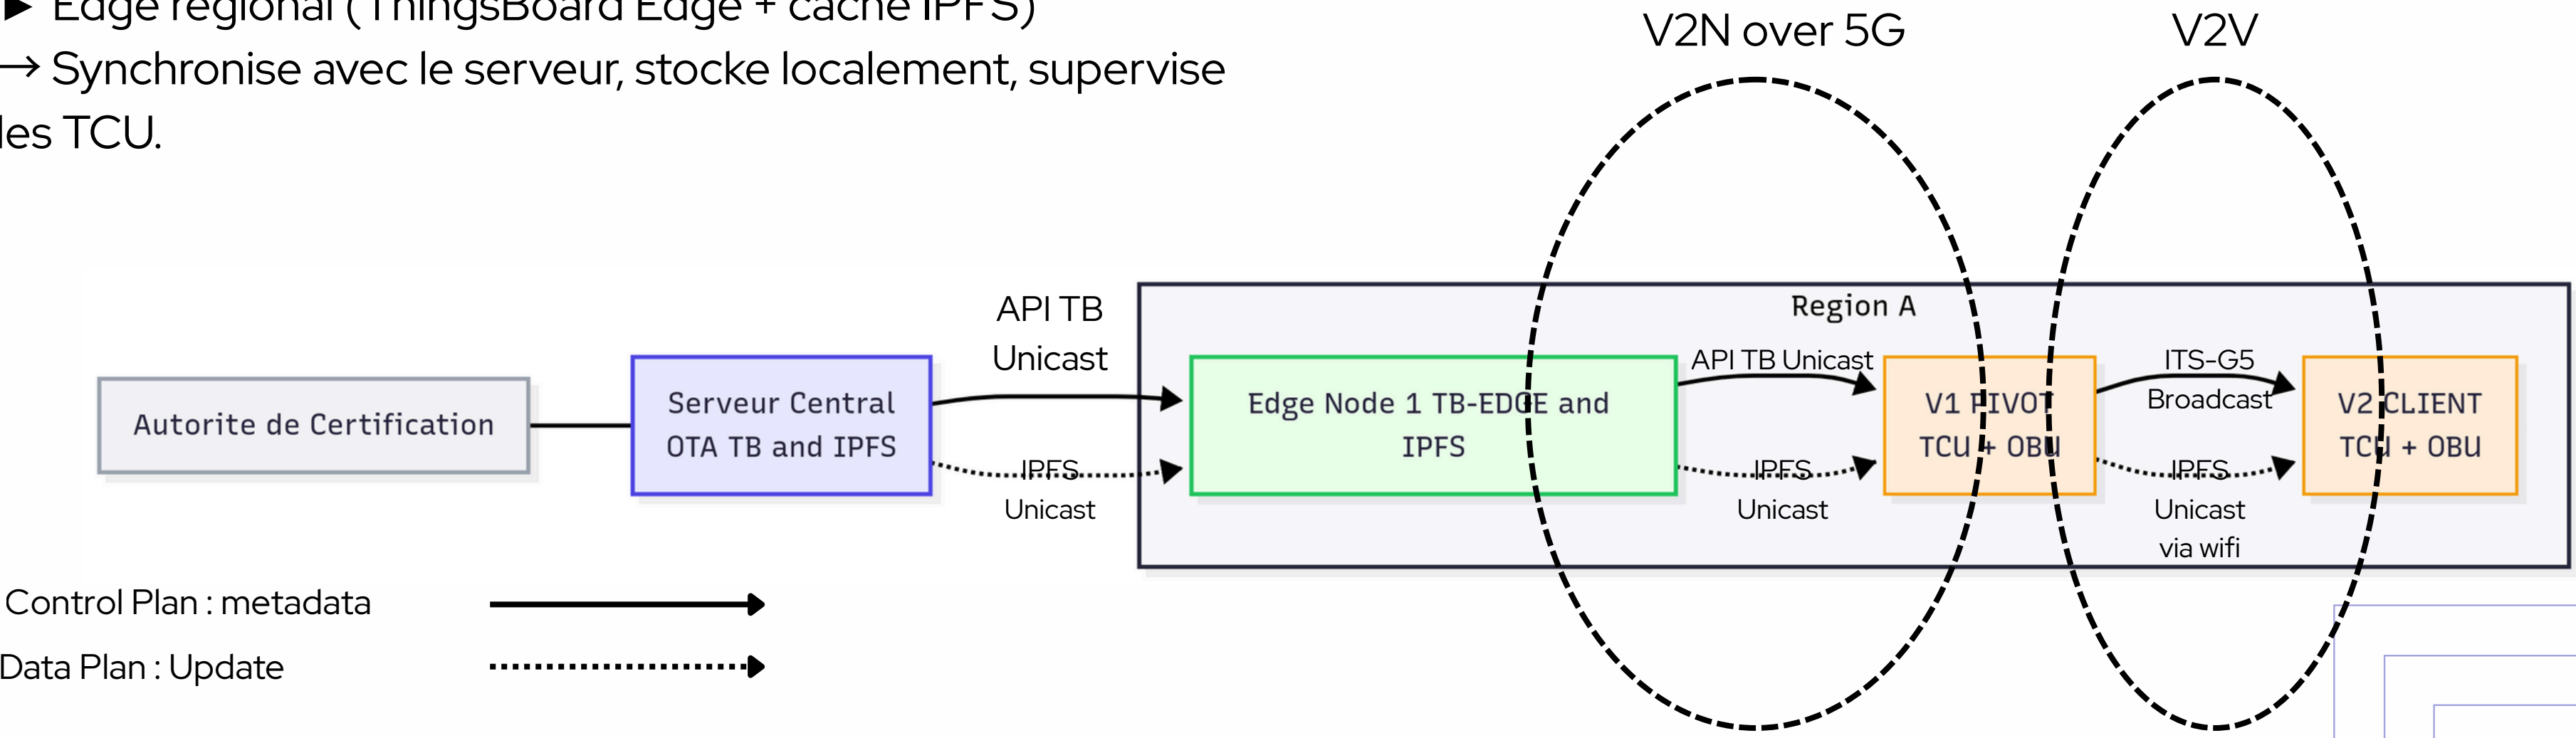 ► Edge régional (ThingsBoard Edge + cache IPFS)
→ Synchronise avec le serveur, stocke localement, supervise
les TCU.
V2N over 5G
V2V
Region A
Autorite de Certification
Serveur Central
OTA TB and IPFS
API TB
Unicast
IPFS
Unicast
Edge Node 1 TB-EDGE and
IPFS
API TB Unicast
IPFS
Unicast
V1 PIVOT
TCU + OBU
ITS-G5
Broadcast
IPFS
Unicast
via wifi
V2 CLIENT
TCU + OBU
Control Plan : metadata
Data Plan : Update